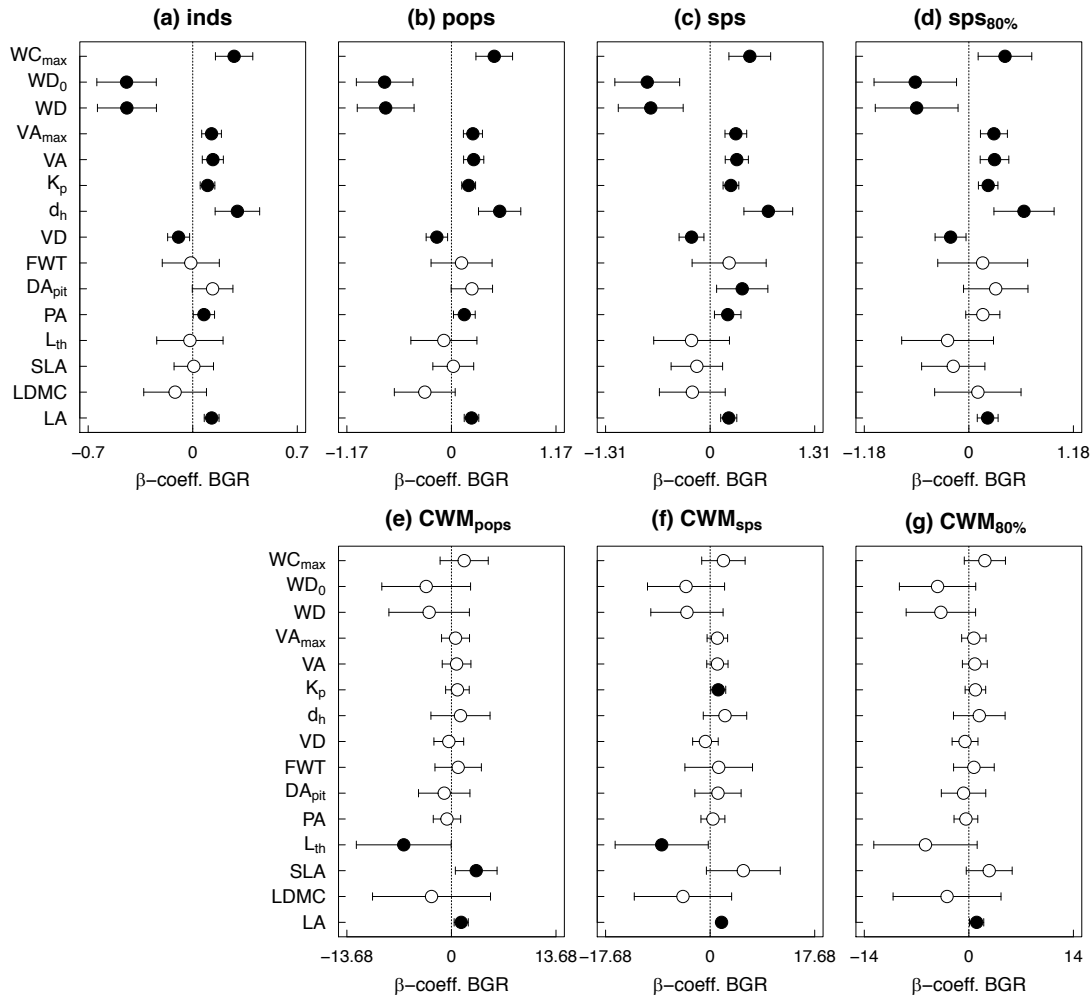 (a) inds (b) pops (c) sps (d) sps80%
WCmax
WD0
WD
VAmax
VA
Kp
dh
VD
FWT
DApit
PA
Lth
SLA
LDMC
LA
−0.7 0 0.7 −1.17 0 1.17 −1.31 0 1.31 −1.18 0 1.18
β−coeff. BGR β−coeff. BGR β−coeff. BGR β−coeff. BGR
(e) CWMpops (f) CWMsps (g) CWM80%
WCmax
WD0
WD
VAmax
VA
Kp
dh
VD
FWT
DApit
PA
Lth
SLA
LDMC
LA
−13.68 0 13.68 −17.68 0 17.68 −14 0 14
β−coeff. BGR β−coeff. BGR β−coeff. BGR